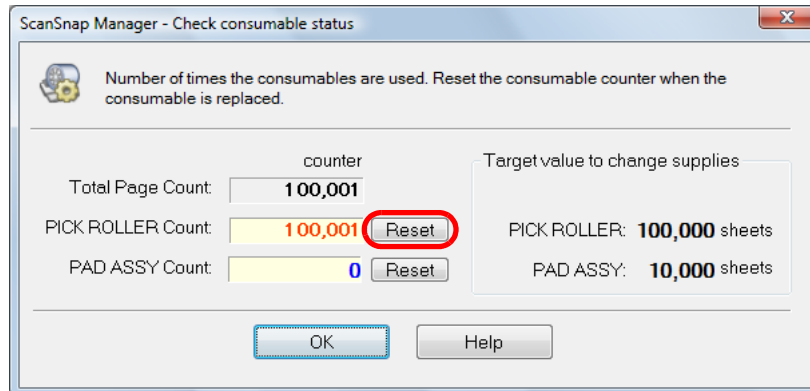 ScanSnap Manager - Check consumable status
Number of times the consumables are used. Reset the consumable counter when the
consumable is replaced.
counter
Target value to change supplies
Total Page Count: 100,001
PICK ROLLER Count: 100,001 Reset
PICK ROLLER: 100,000 sheets
PAD ASSY Count: 0 Reset
PAD ASSY: 10,000 sheets
OK Help